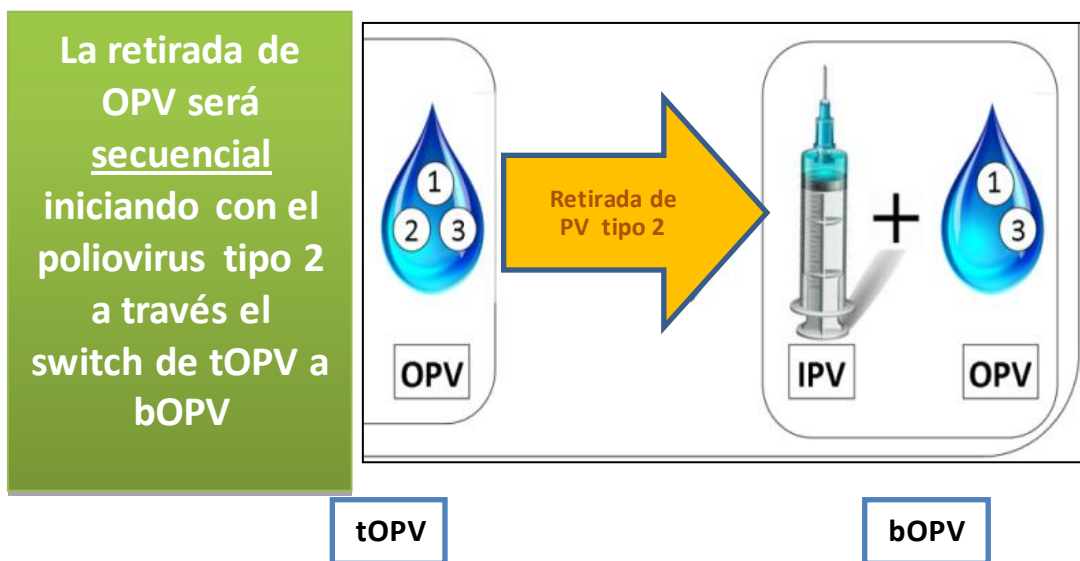 La retirada de
OPV será
secuencial
iniciando con el
poliovirus tipo 2
a través el
switch de tOPV a
bOPV
1
2 3
OPV
Retirada de
PV tipo 2
+
1
3
IPV
OPV
tOPV
bOPV